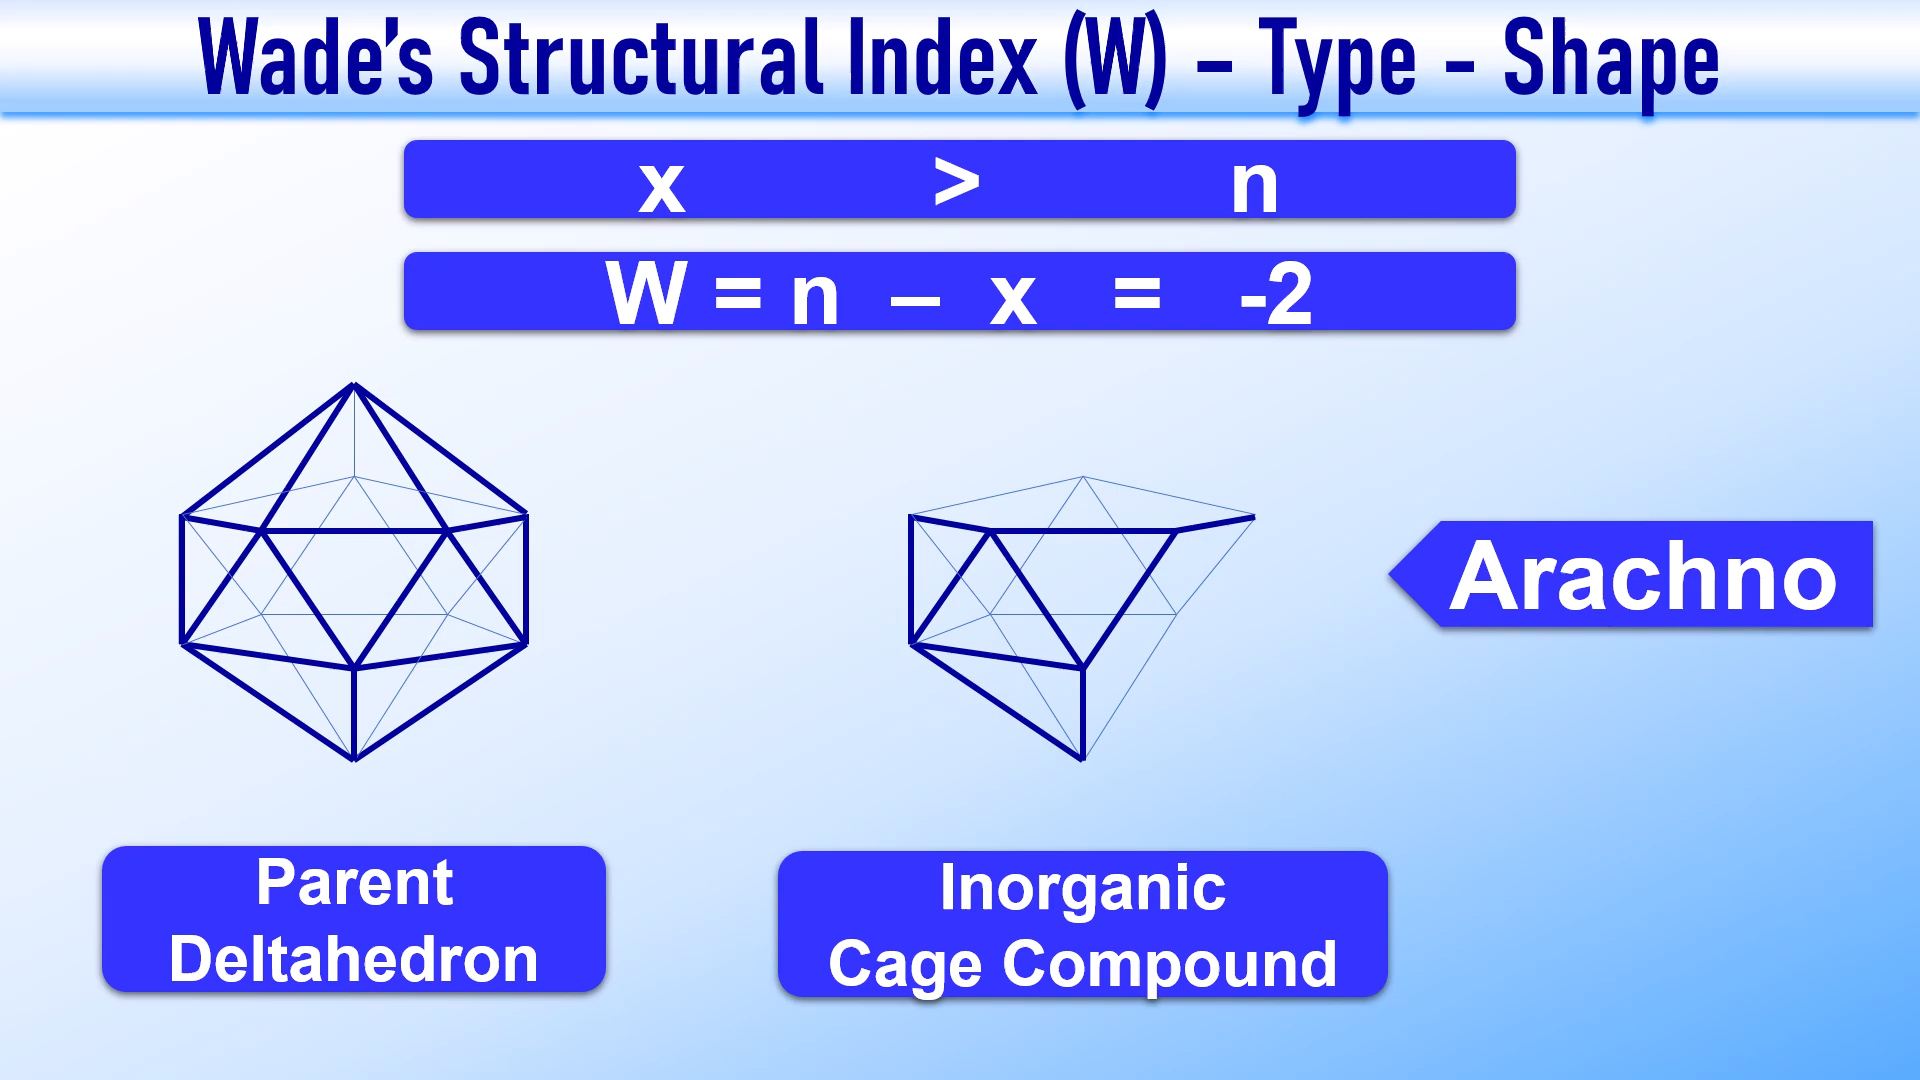 Wade’s Structural Index (W) – Type - Shape
x > n
W = n – x = -2
Arachno
Parent
Deltahedron
Inorganic
Cage Compound